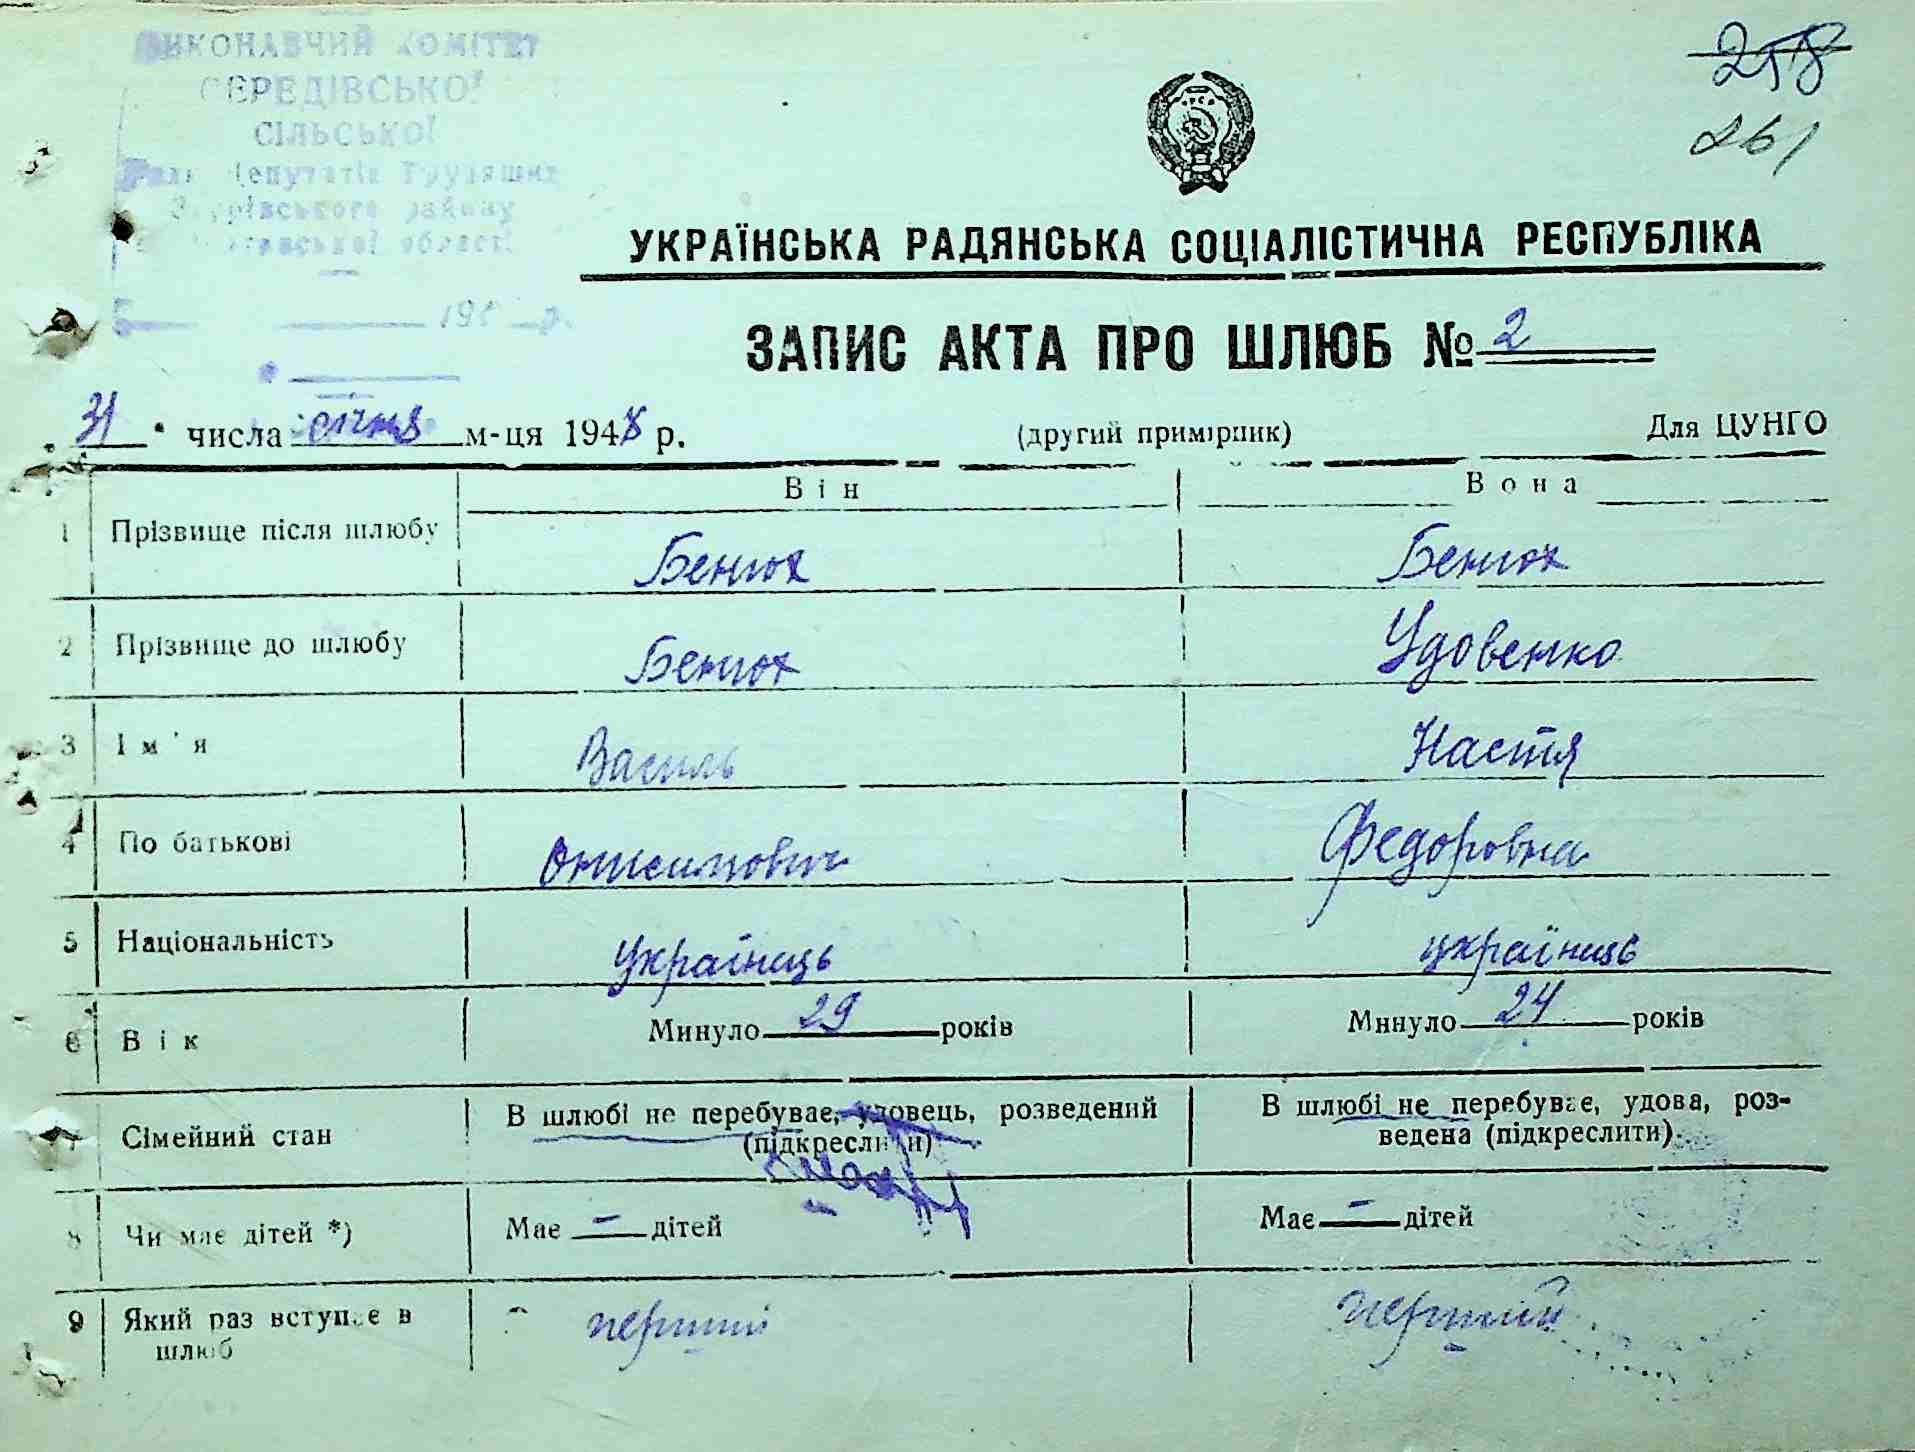 ВИКОНАВЧИЙ КОМІТЕТ
СЕРЕДІВСЬКОЇ
СІЛЬСЬКОЇ
Ради Депутатів Трудящих
району
області
258
261
УКРАЇНСЬКА РАДЯНСЬКА СОЦІАЛІСТИЧНА РЕСПУБЛІКА
ЗАПИС АКТА ПРО ШЛЮБ № 2
31 числа січня м-ця 1948 р. (другий примірник) Для ЦУНГО
Він Вона
1 Прізвище після шлюбу Бенюх Бенюх
2 Прізвище до шлюбу Бенюх Удовенко
3 Ім'я Василь Настя
4 По батькові Онисимович Федоровна
5 Національність Українець українець
6 Вік Минуло 29 років Минуло 24 років
7 Сімейний стан В шлюбі не перебуває, удовець, розведений (підкреслити) В шлюбі не перебуває, удова, роз-
ведена (підкреслити)
8 Чи має дітей *) Має – дітей Має – дітей
9 Який раз вступає в шлюб перший перший